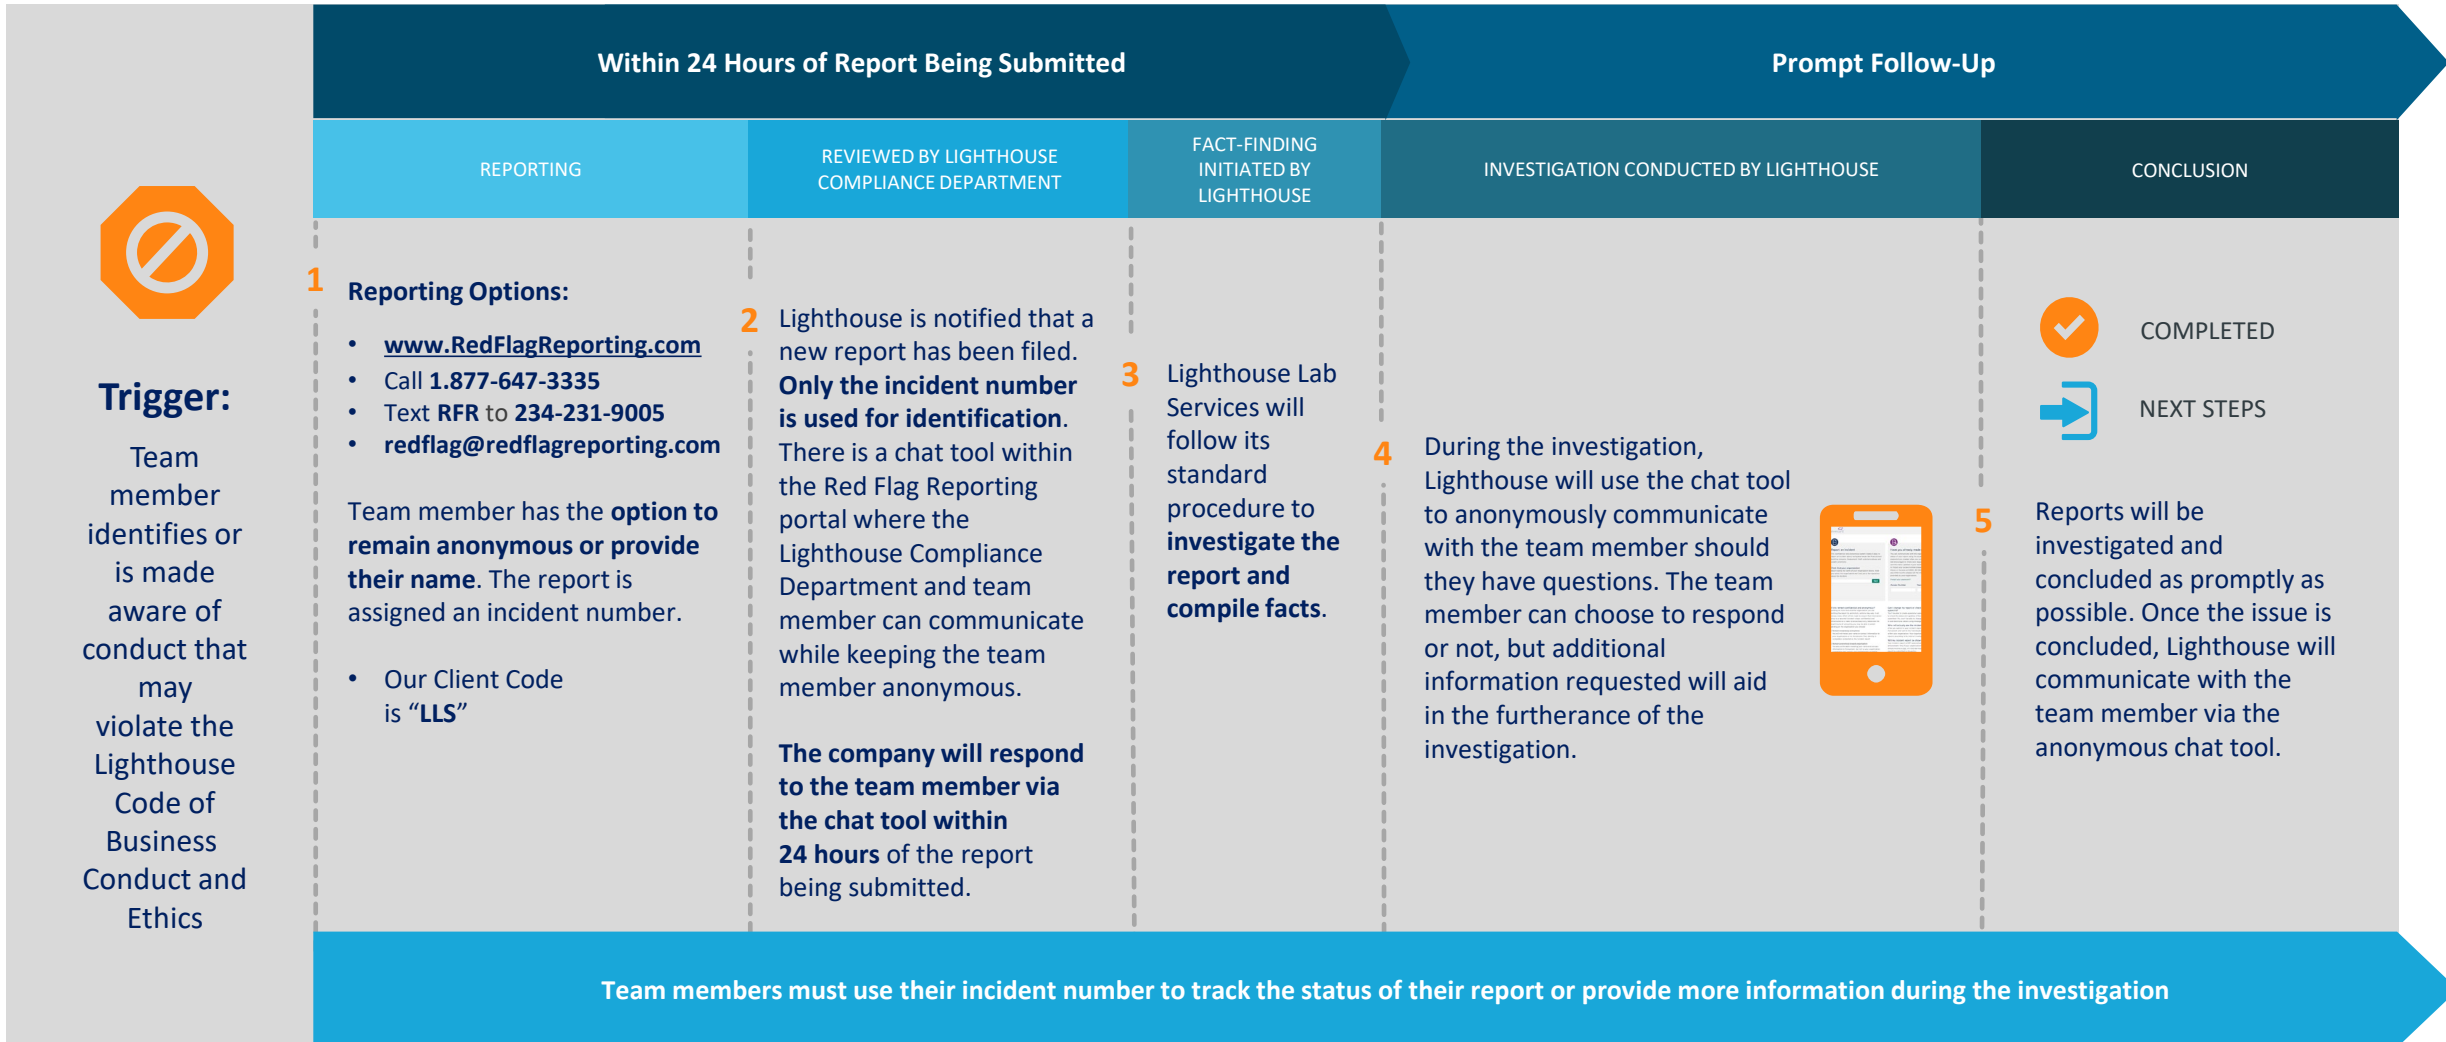 Within 24 Hours of Report Being Submitted
Prompt Follow-Up
REPORTING
REVIEWED BY LIGHTHOUSE
COMPLIANCE DEPARTMENT
FACT-FINDING
INITIATED BY
LIGHTHOUSE
INVESTIGATION CONDUCTED BY LIGHTHOUSE
CONCLUSION
Trigger:
Team
member
identifies or
is made
aware of
conduct that
may
violate the
Lighthouse
Code of
Business
Conduct and
Ethics
1
Reporting Options:
• www.RedFlagReporting.com
• Call 1.877-647-3335
• Text RFR to 234-231-9005
• redflag@redflagreporting.com
Team member has the option to
remain anonymous or provide
their name. The report is
assigned an incident number.
• Our Client Code
is “LLS”
2
Lighthouse is notified that a
new report has been filed.
Only the incident number
is used for identification.
There is a chat tool within
the Red Flag Reporting
portal where the
Lighthouse Compliance
Department and team
member can communicate
while keeping the team
member anonymous.
The company will respond
to the team member via
the chat tool within
24 hours of the report
being submitted.
3
Lighthouse Lab
Services will
follow its
standard
procedure to
investigate the
report and
compile facts.
4
During the investigation,
Lighthouse will use the chat tool
to anonymously communicate
with the team member should
they have questions. The team
member can choose to respond
or not, but additional
information requested will aid
in the furtherance of the
investigation.
5
COMPLETED
NEXT STEPS
Reports will be
investigated and
concluded as promptly as
possible. Once the issue is
concluded, Lighthouse will
communicate with the
team member via the
anonymous chat tool.
Team members must use their incident number to track the status of their report or provide more information during the investigation